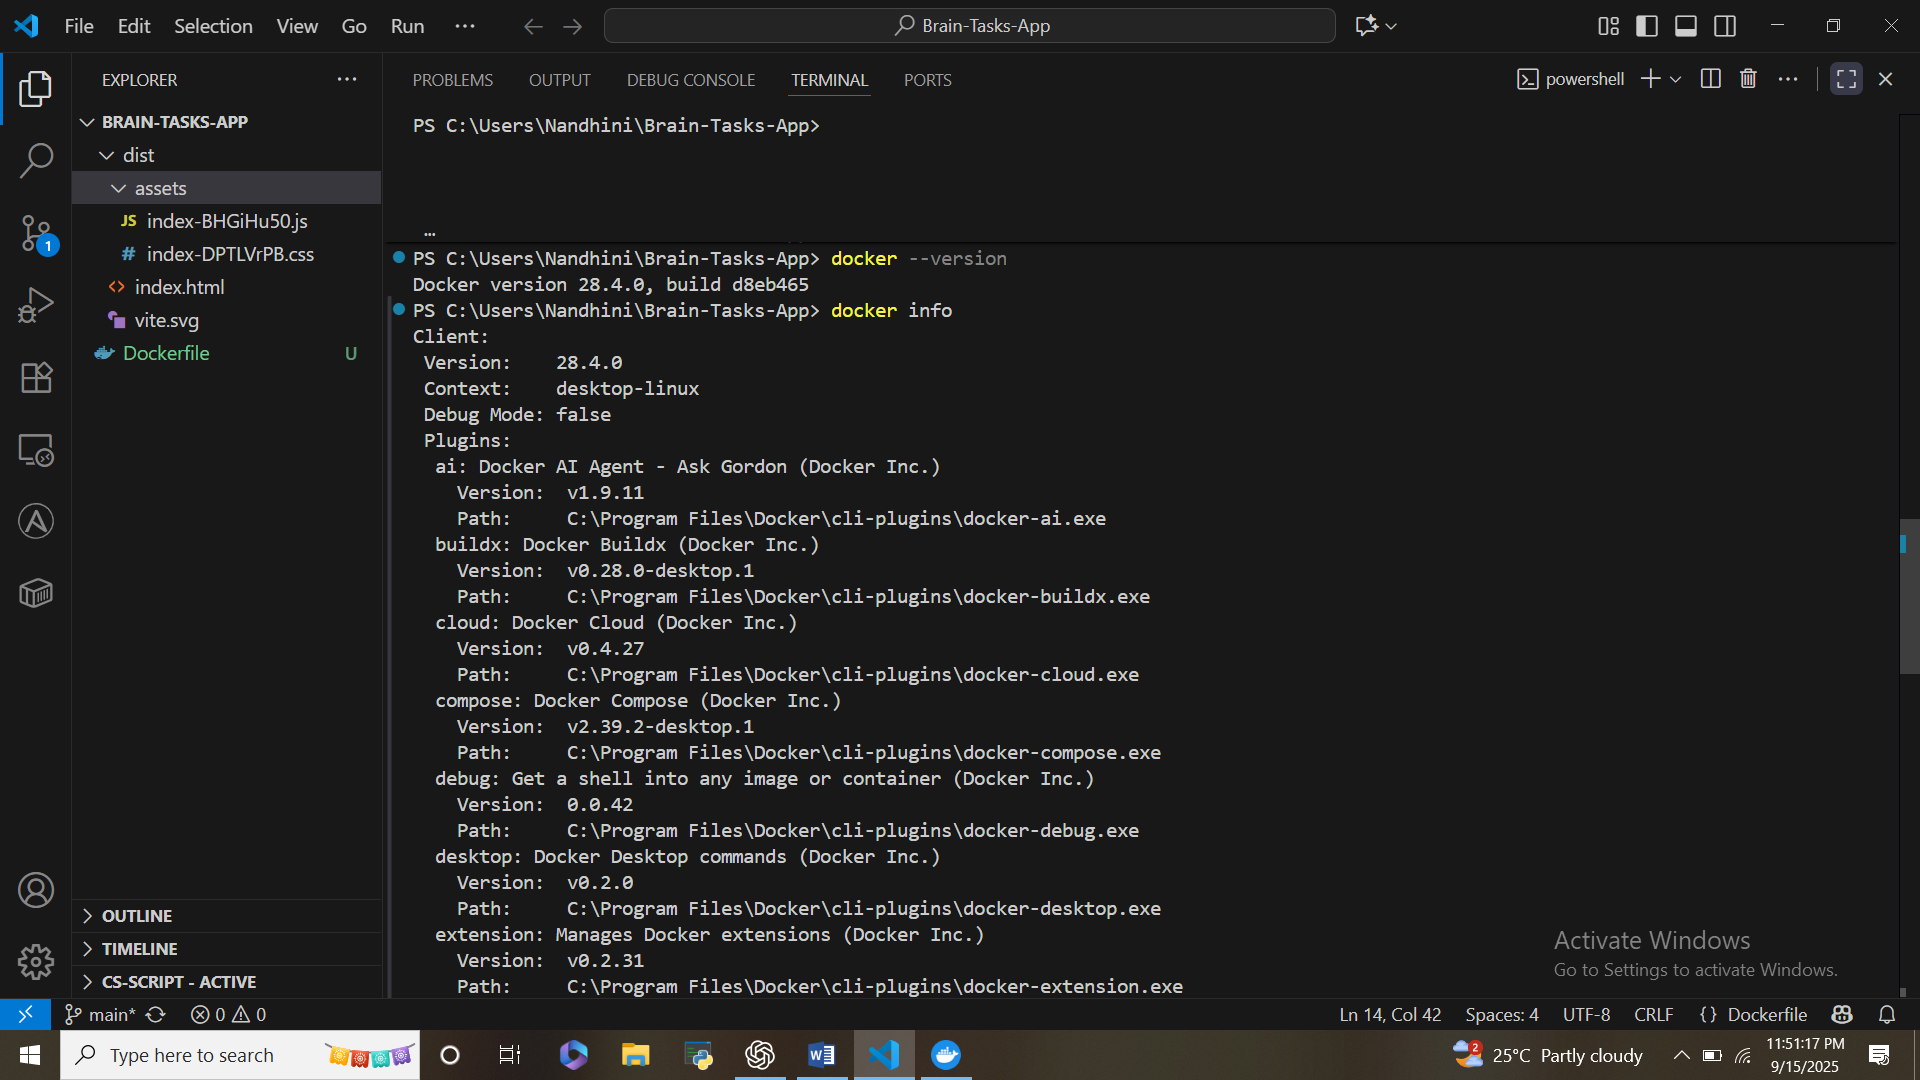 File Edit Selection View Go Run ...
Brain-Tasks-App
EXPLORER ...
BRAIN-TASKS-APP
dist
assets
JS index-BHGiHu50.js
# index-DPTLVrPB.css
<> index.html
vite.svg
Dockerfile U
1
OUTLINE
TIMELINE
CS-SCRIPT - ACTIVE
PROBLEMS OUTPUT DEBUG CONSOLE TERMINAL PORTS
powershell
PS C:\Users\Nandhini\Brain-Tasks-App>
...
PS C:\Users\Nandhini\Brain-Tasks-App> docker --version
Docker version 28.4.0, build d8eb465
PS C:\Users\Nandhini\Brain-Tasks-App> docker info
Client:
Version: 28.4.0
Context: desktop-linux
Debug Mode: false
Plugins:
ai: Docker AI Agent - Ask Gordon (Docker Inc.)
Version: v1.9.11
Path: C:\Program Files\Docker\cli-plugins\docker-ai.exe
buildx: Docker Buildx (Docker Inc.)
Version: v0.28.0-desktop.1
Path: C:\Program Files\Docker\cli-plugins\docker-buildx.exe
cloud: Docker Cloud (Docker Inc.)
Version: v0.4.27
Path: C:\Program Files\Docker\cli-plugins\docker-cloud.exe
compose: Docker Compose (Docker Inc.)
Version: v2.39.2-desktop.1
Path: C:\Program Files\Docker\cli-plugins\docker-compose.exe
debug: Get a shell into any image or container (Docker Inc.)
Version: 0.0.42
Path: C:\Program Files\Docker\cli-plugins\docker-debug.exe
desktop: Docker Desktop commands (Docker Inc.)
Version: v0.2.0
Path: C:\Program Files\Docker\cli-plugins\docker-desktop.exe
extension: Manages Docker extensions (Docker Inc.)
Version: v0.2.31
Path: C:\Program Files\Docker\cli-plugins\docker-extension.exe
Activate Windows
Go to Settings to activate Windows.
main* 0 0
Ln 14, Col 42 Spaces: 4 UTF-8 CRLF {} Dockerfile
Type here to search
2 25°C Partly cloudy
11:51:17 PM
9/15/2025